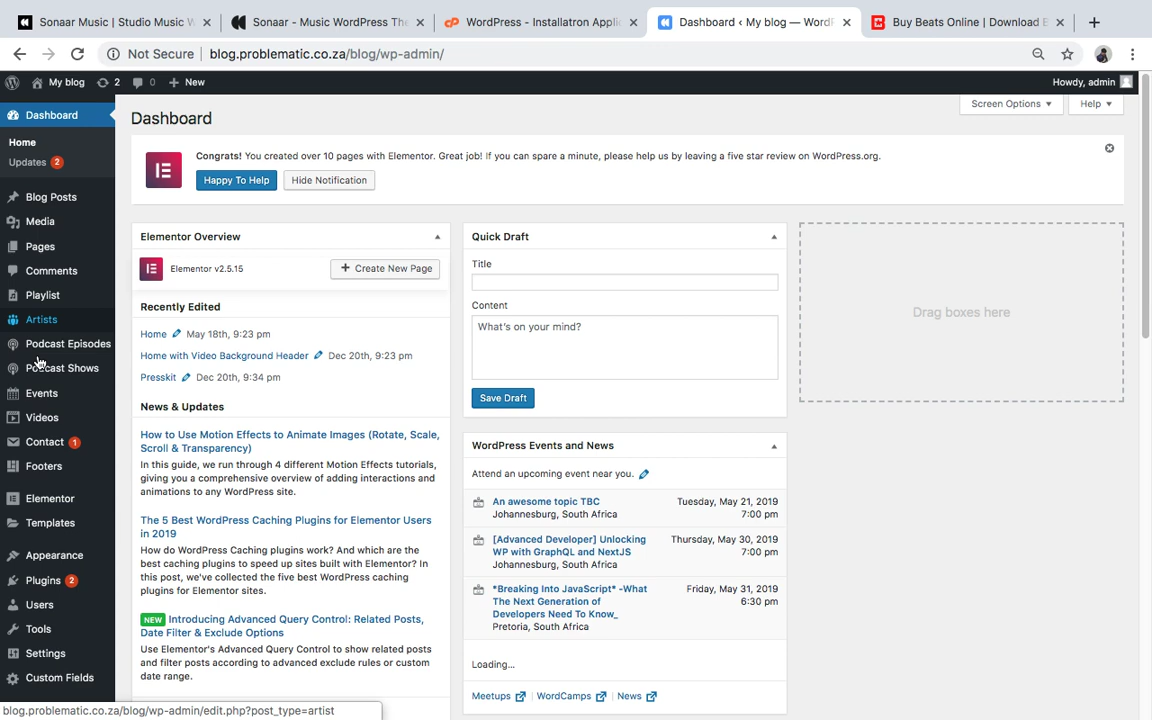 Sonaar Music | Studio Music W
Sonaar - Music WordPress The
WordPress - Installatron Applic
Dashboard ‹ My blog — WordP
Buy Beats Online | Download B
Not Secure
blog.problematic.co.za/blog/wp-admin/
My blog
2
0
New
Howdy, admin
Dashboard
Home
Updates 2
Blog Posts
Media
Pages
Comments
Playlist
Artists
Podcast Episodes
Podcast Shows
Events
Videos
Contact 1
Footers
Elementor
Templates
Appearance
Plugins 2
Users
Tools
Settings
Custom Fields
blog.problematic.co.za/blog/wp-admin/edit.php?post_type=artist
Dashboard
Screen Options
Help
Congrats! You created over 10 pages with Elementor. Great job! If you can spare a minute, please help us by leaving a five star review on WordPress.org.
Happy To Help
Hide Notification
Elementor Overview
Elementor v2.5.15
Create New Page
Recently Edited
Home May 18th, 9:23 pm
Home with Video Background Header Dec 20th, 9:23 pm
Presskit Dec 20th, 9:34 pm
News & Updates
How to Use Motion Effects to Animate Images (Rotate, Scale,
Scroll & Transparency)
In this guide, we run through 4 different Motion Effects tutorials,
giving you a comprehensive overview of adding interactions and
animations to any WordPress site.
The 5 Best WordPress Caching Plugins for Elementor Users
in 2019
How do WordPress Caching plugins work? And which are the
best caching plugins to speed up sites built with Elementor? In
this post, we've collected the five best WordPress caching
plugins for Elementor sites.
NEW Introducing Advanced Query Control: Related Posts,
Date Filter & Exclude Options
Use Elementor's Advanced Query Control to show related posts
and filter posts according to advanced exclude rules or custom
date range.
Quick Draft
Title
Content
What's on your mind?
Save Draft
WordPress Events and News
Attend an upcoming event near you.
An awesome topic TBC Tuesday, May 21, 2019
Johannesburg, South Africa 7:00 pm
[Advanced Developer] Unlocking Thursday, May 30, 2019
WP with GraphQL and NextJS 7:00 pm
Johannesburg, South Africa
*Breaking Into JavaScript* -What Friday, May 31, 2019
The Next Generation of 6:30 pm
Developers Need To Know_
Pretoria, South Africa
Loading...
Meetups | WordCamps | News
Drag boxes here